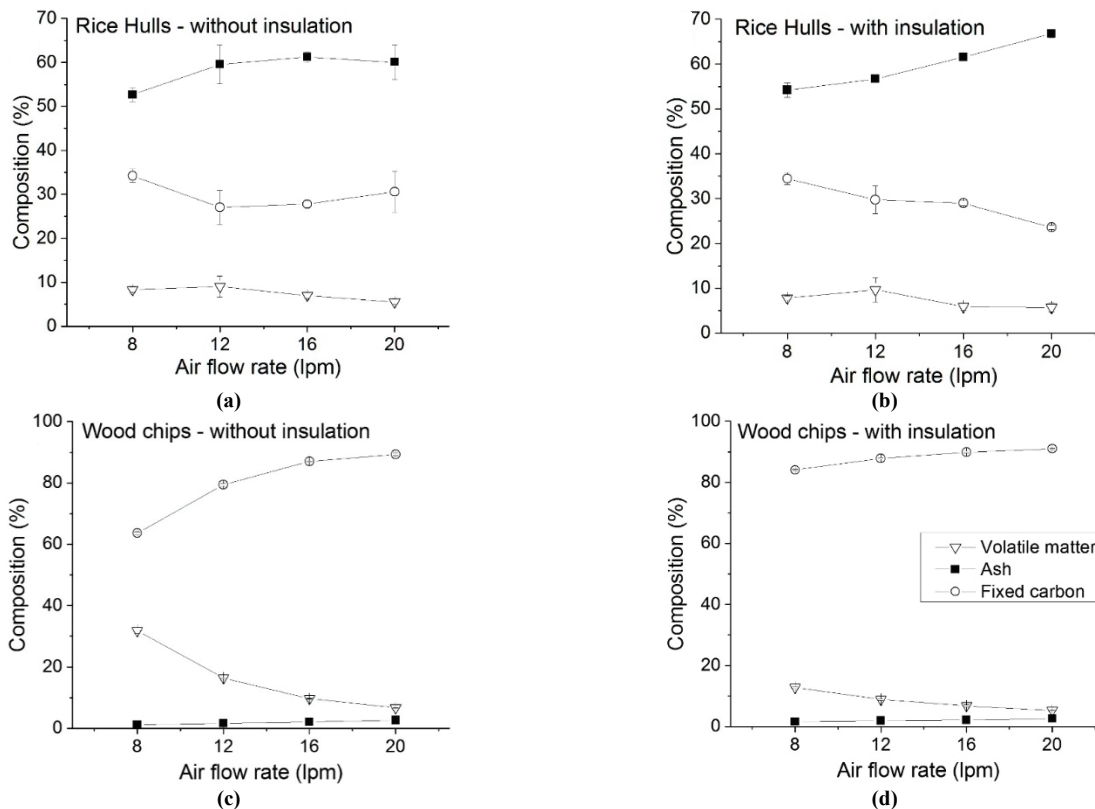 Rice Hulls - without insulation
Composition (%)
70
60
50
40
30
20
10
0
8 12 16 20
Air flow rate (lpm)
(a)
Rice Hulls - with insulation
Composition (%)
70
60
50
40
30
20
10
0
8 12 16 20
Air flow rate (lpm)
(b)
Wood chips - without insulation
Composition (%)
100
80
60
40
20
0
8 12 16 20
Air flow rate (lpm)
(c)
Wood chips - with insulation
Composition (%)
100
80
60
40
20
0
Volatile matter
Ash
Fixed carbon
8 12 16 20
Air flow rate (lpm)
(d)